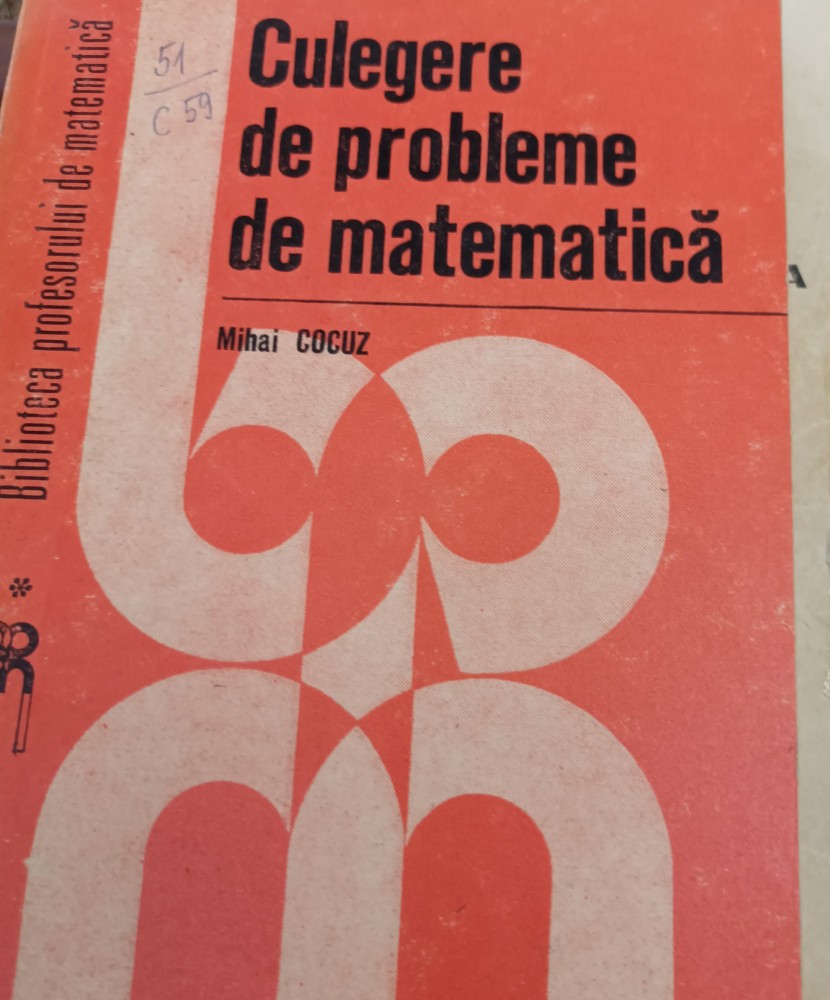 51
C 59
Culegere
de probleme
de matematică
Mihai COCUZ
Biblioteca profesorului de matematică
*
A